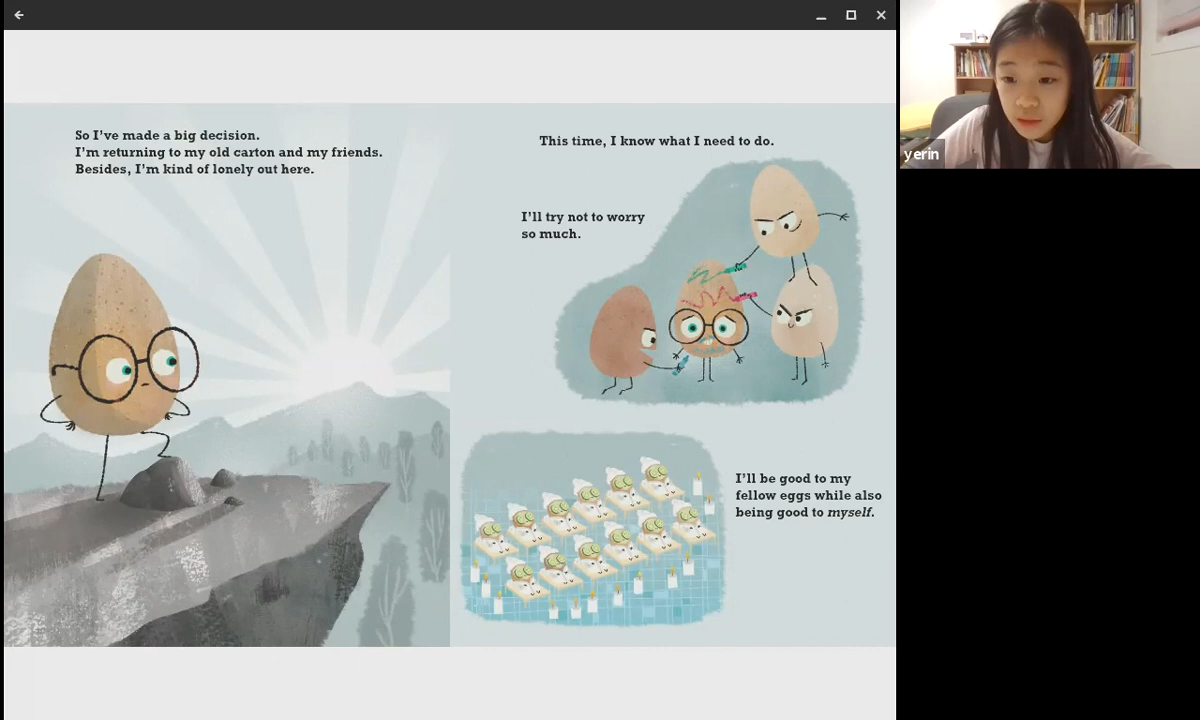 So I've made a big decision.
I'm returning to my old carton and my friends.
Besides, I'm kind of lonely out here.
This time, I know what I need to do.
I'll try not to worry
so much.
I'll be good to my
fellow eggs while also
being good to myself.
yerin